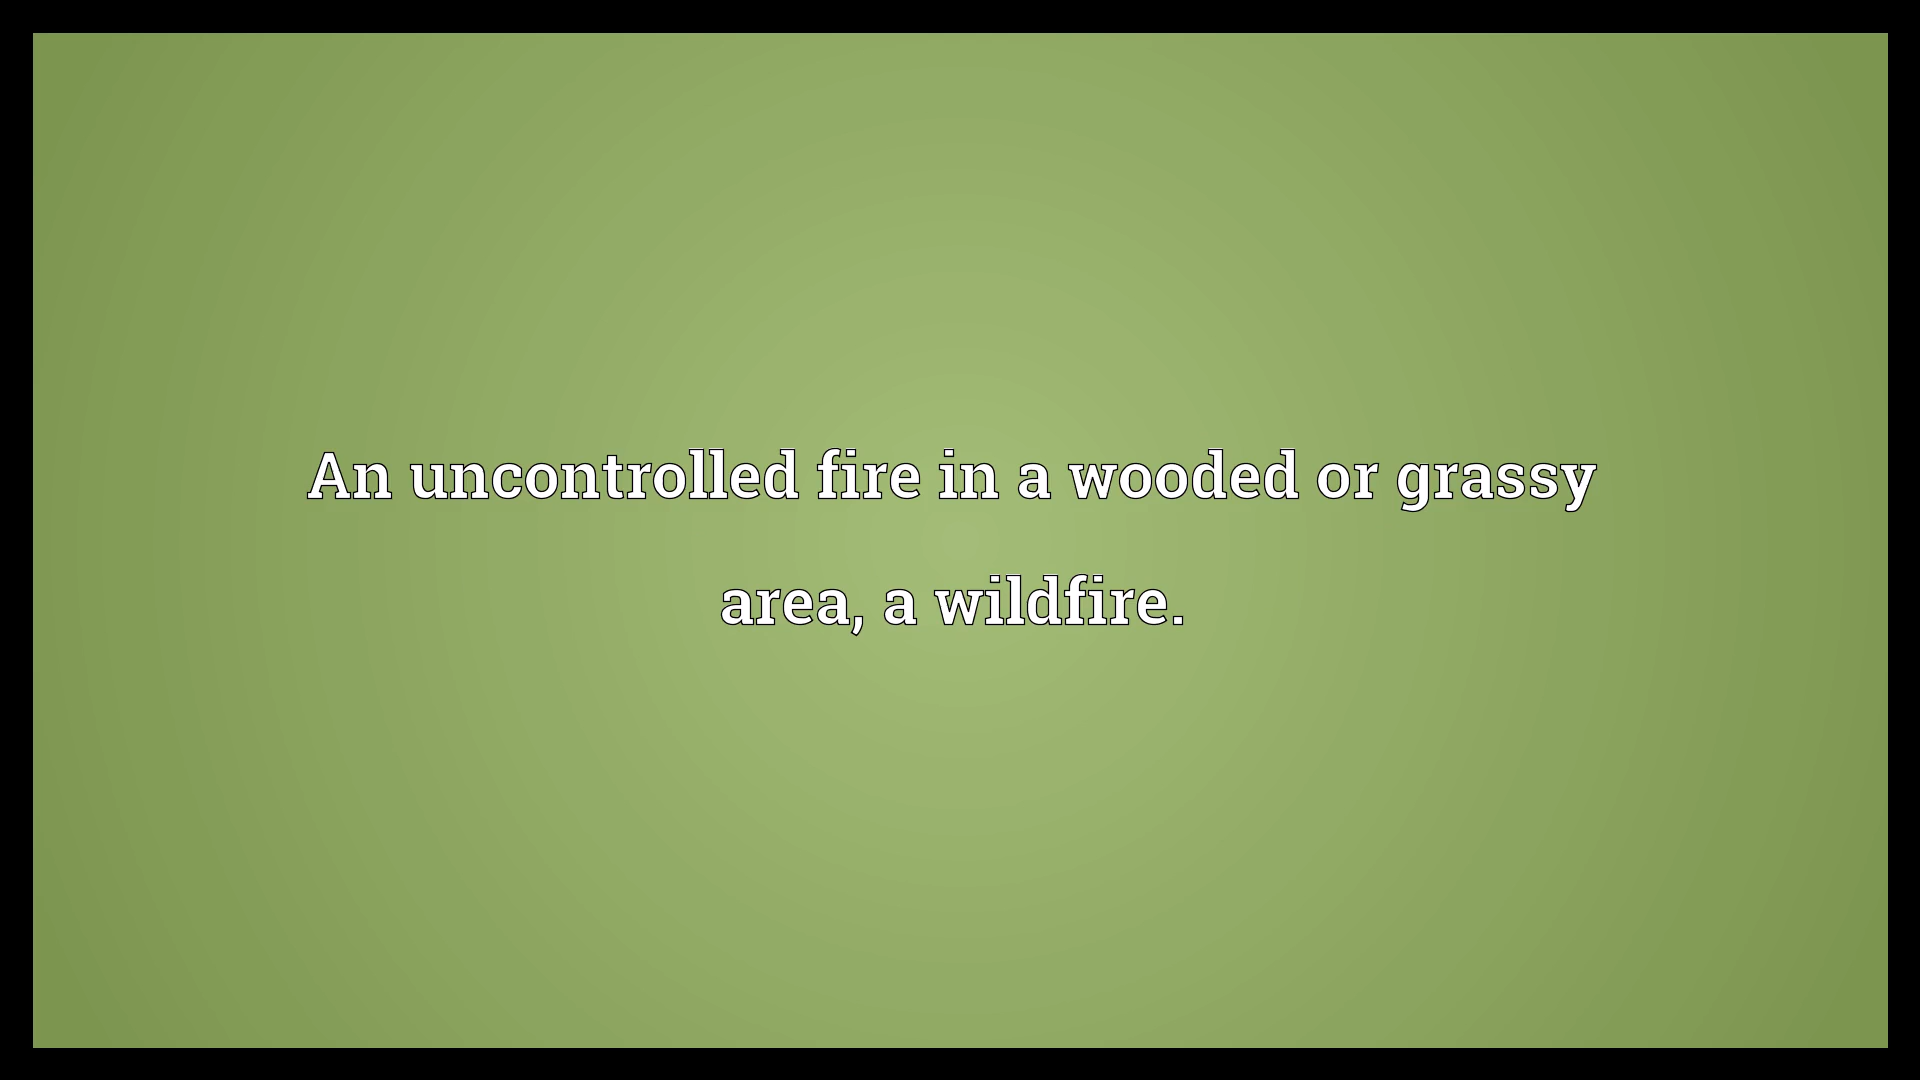 An uncontrolled fire in a wooded or grassy
area, a wildfire.